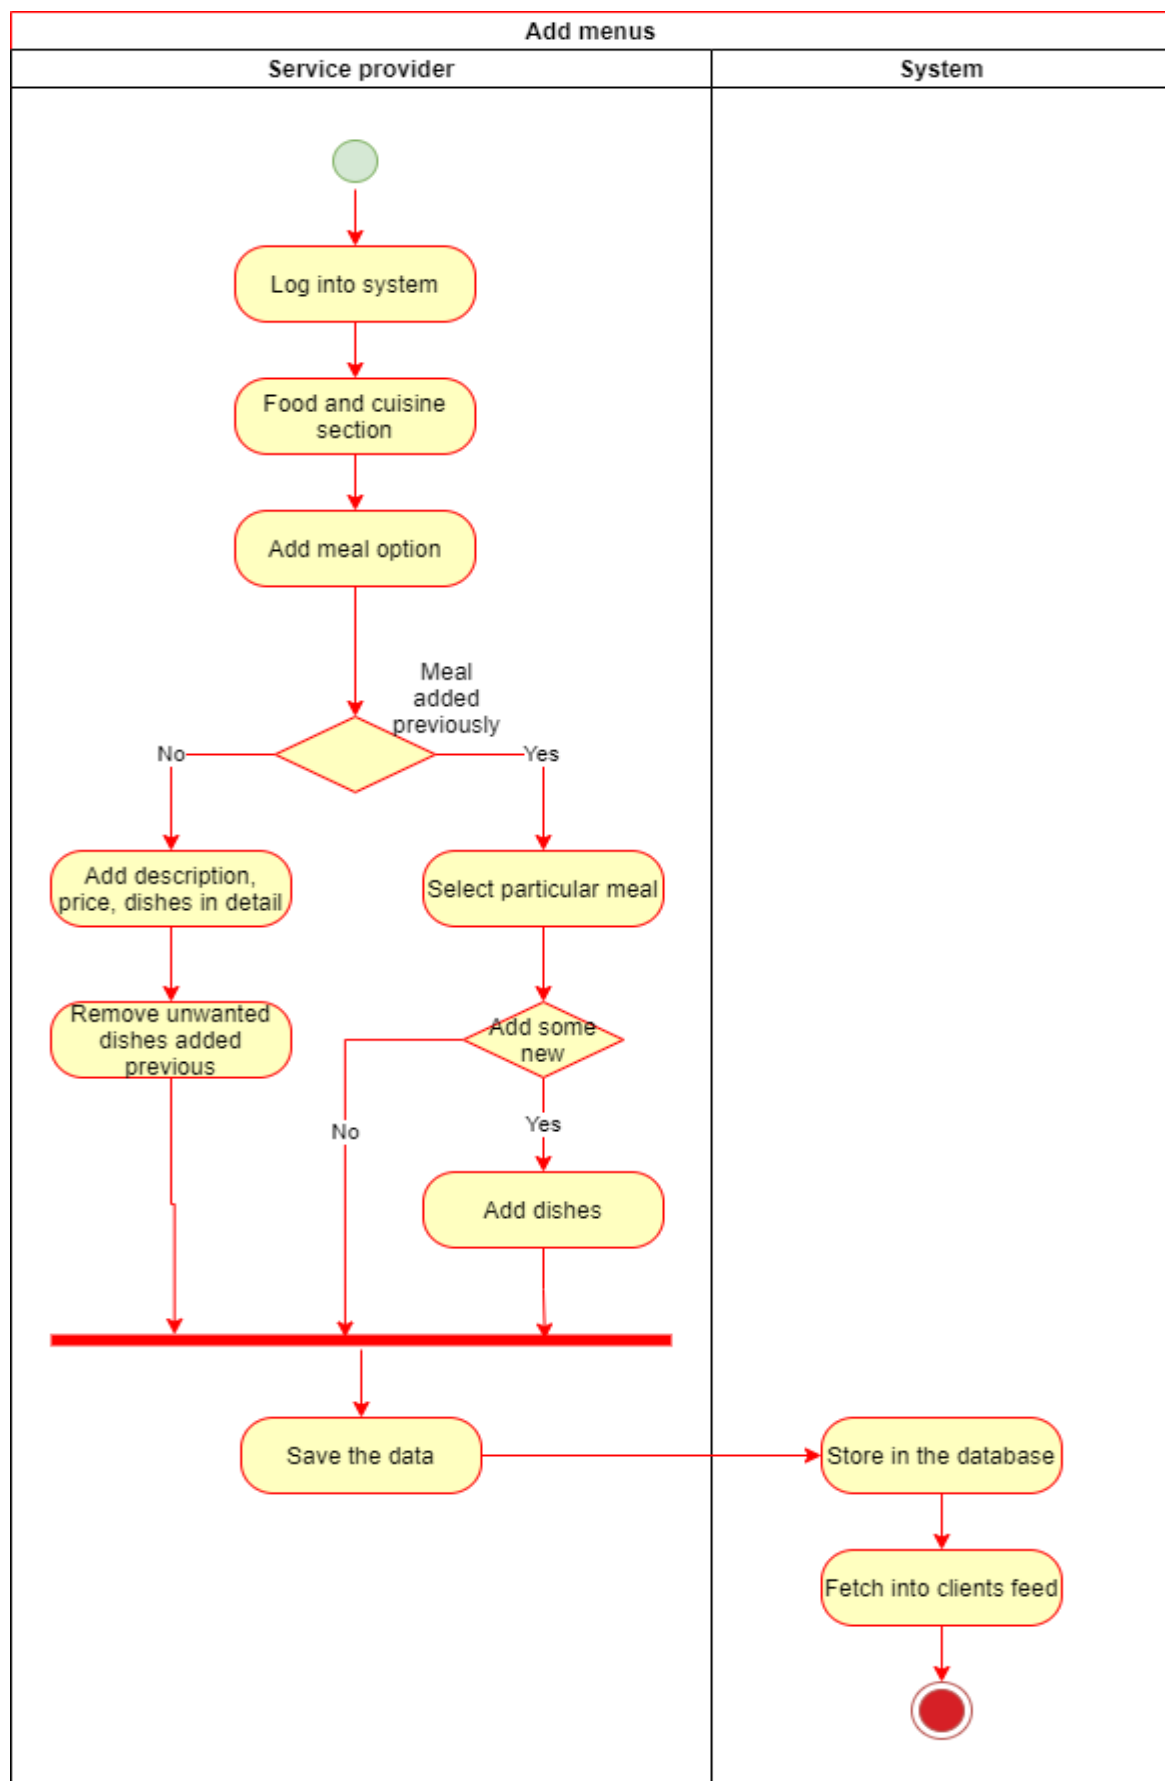 Add menus
Service provider
System
Log into system
Food and cuisine
section
Add meal option
Meal
added
previously
No
Yes
Add description,
price, dishes in detail
Select particular meal
Remove unwanted
dishes added
previous
Add some
new
No
Yes
Add dishes
Save the data
Store in the database
Fetch into clients feed